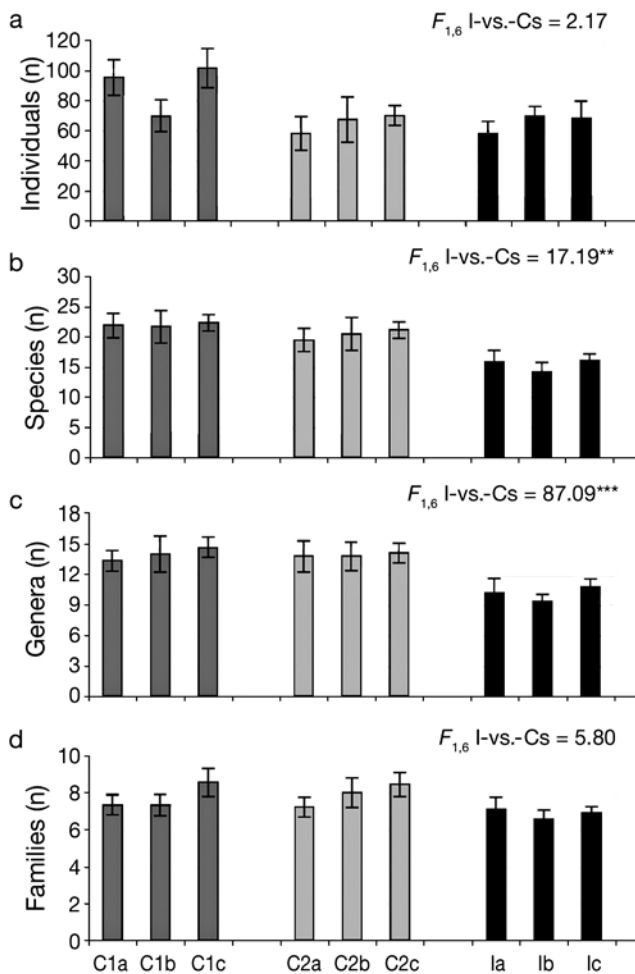 a
F1,6 I-vs.-Cs = 2.17
Individuals (n)
120
100
80
60
40
20
0
b
F1,6 I-vs.-Cs = 17.19**
Species (n)
30
25
20
15
10
5
0
c
F1,6 I-vs.-Cs = 87.09***
Genera (n)
18
15
12
9
6
3
0
d
F1,6 I-vs.-Cs = 5.80
Families (n)
10
8
6
4
2
0
C1a C1b C1c C2a C2b C2c Ia Ib Ic